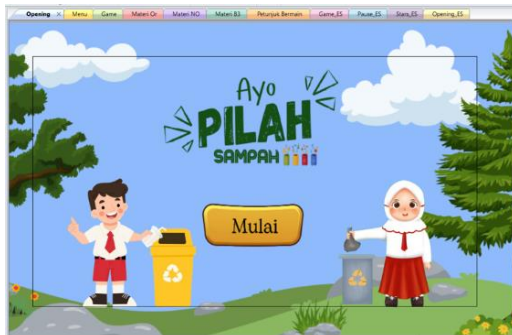 Opening × Menu Game Materi Or Materi NO Materi B3 Petunjuk Bermain Game_ES Pause_ES Stars_ES Opening_ES
Ayo
PILAH
SAMPAH
Mulai